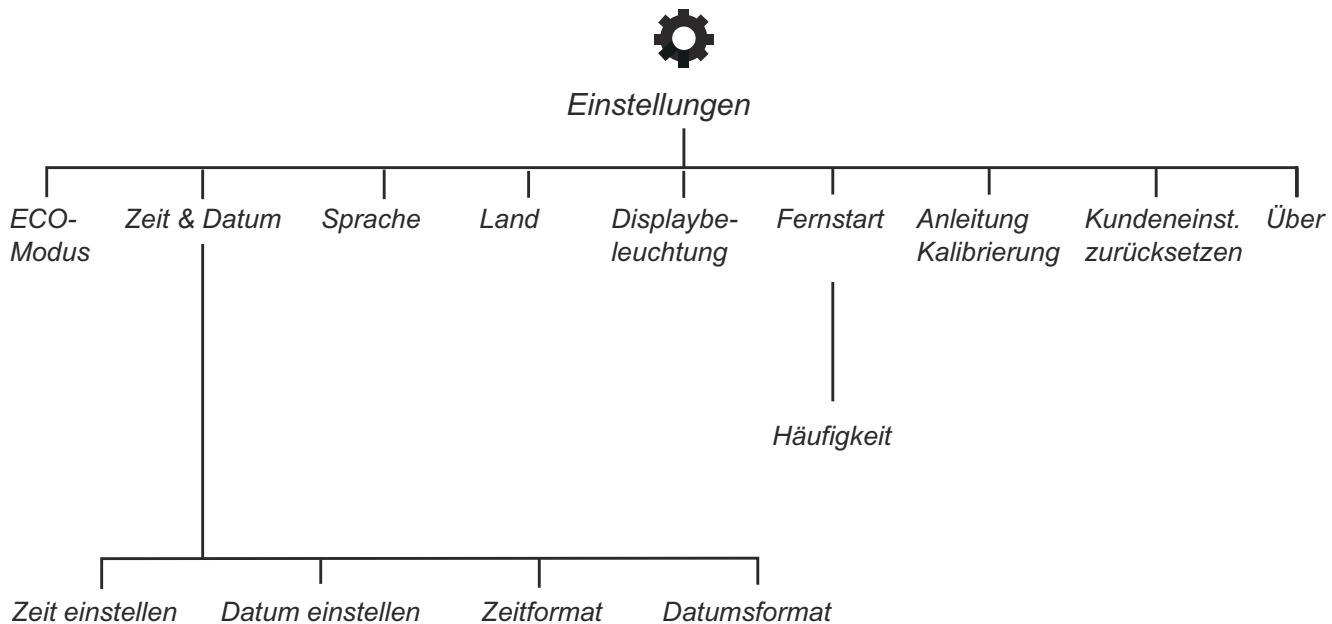 Einstellungen
ECO-
Modus
Zeit & Datum
Sprache
Land
Displaybe-
leuchtung
Fernstart
Anleitung
Kalibrierung
Kundeneinst.
zurücksetzen
Über
Häufigkeit
Zeit einstellen
Datum einstellen
Zeitformat
Datumsformat